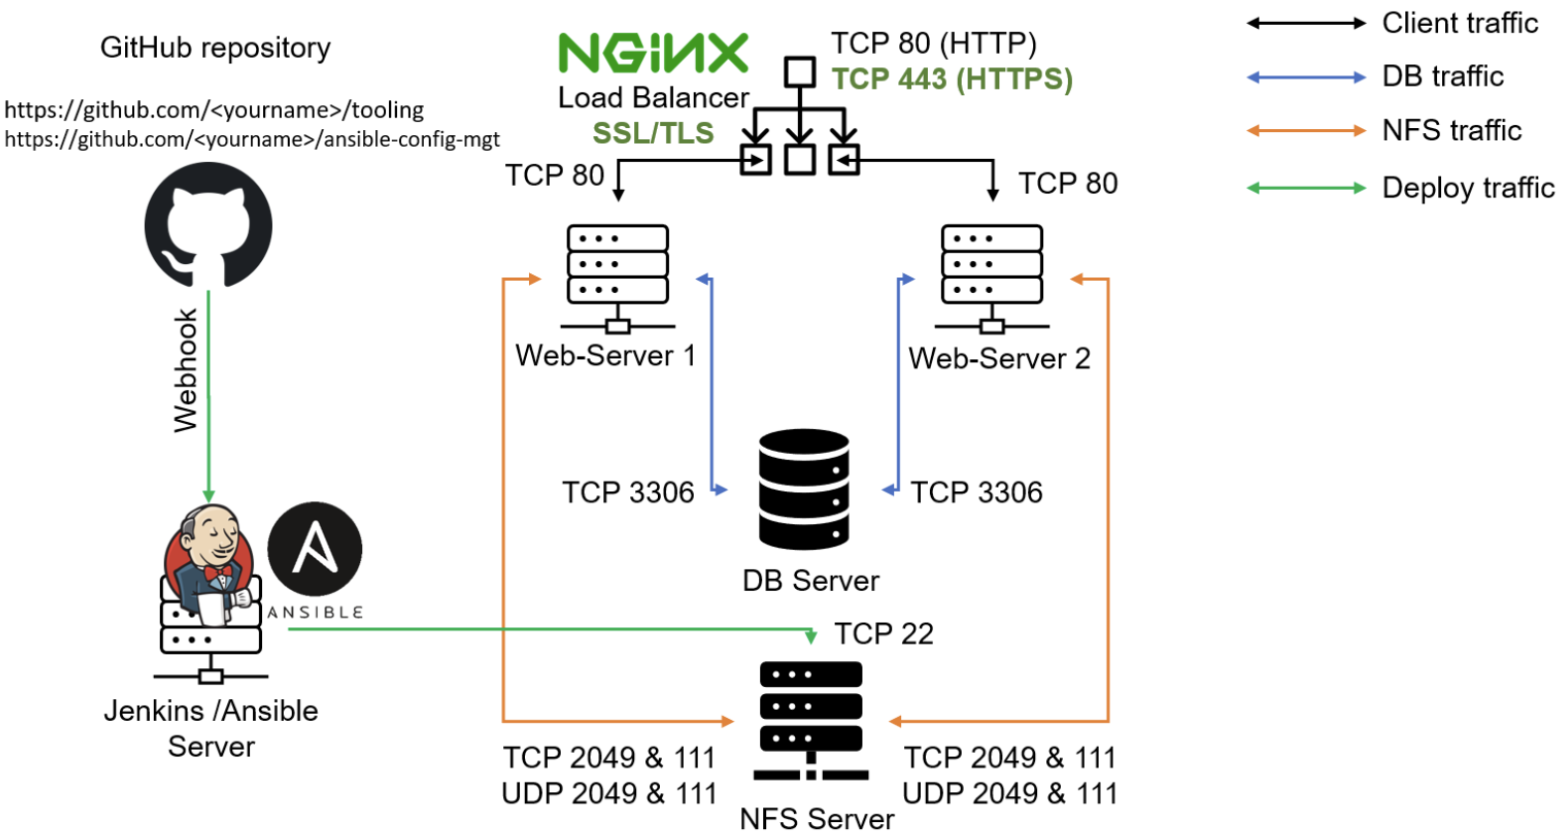 GitHub repository
https://github.com/<yourname>/tooling
https://github.com/<yourname>/ansible-config-mgt
Webhook
ANSIBLE
Jenkins /Ansible
Server
NGINX
Load Balancer
SSL/TLS
TCP 80 (HTTP)
TCP 443 (HTTPS)
TCP 80
TCP 80
Web-Server 1
Web-Server 2
TCP 3306
TCP 3306
DB Server
TCP 22
TCP 2049 & 111
UDP 2049 & 111
TCP 2049 & 111
UDP 2049 & 111
NFS Server
Client traffic
DB traffic
NFS traffic
Deploy traffic